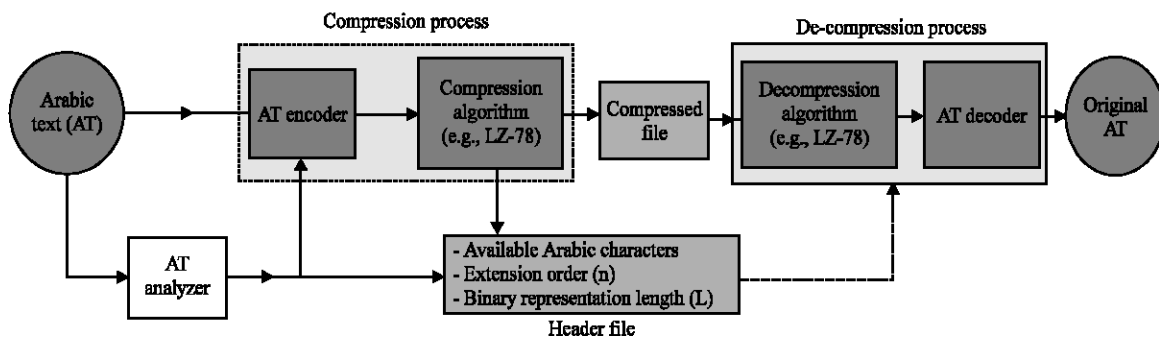 Compression process
De-compression process
Arabic
text (AT)
AT encoder
Compression
algorithm
(e.g., LZ-78)
Compressed
file
Decompression
algorithm
(e.g., LZ-78)
AT decoder
Original
AT
AT
analyzer
- Available Arabic characters
- Extension order (n)
- Binary representation length (L)
Header file